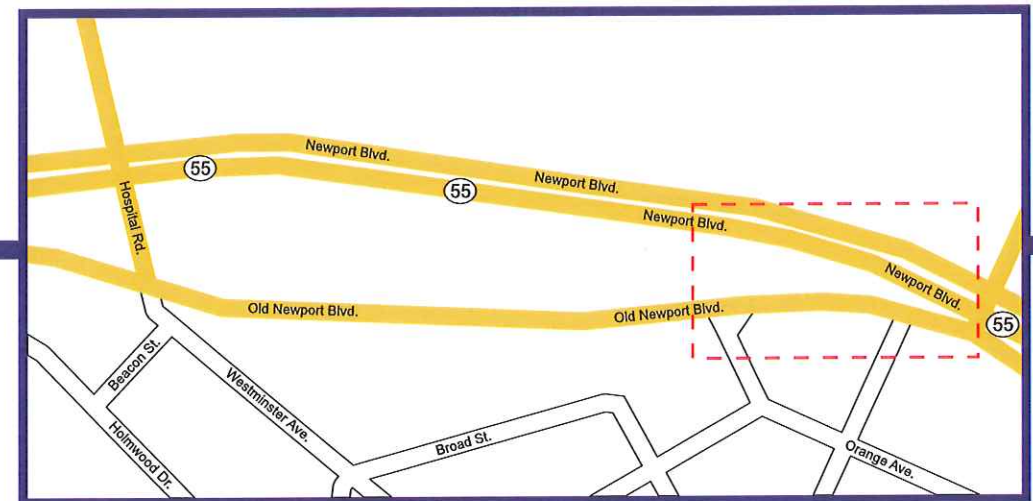 Newport Blvd.
55
Newport Blvd.
55
Newport Blvd.
Hospital Rd.
Newport Blvd.
Old Newport Blvd.
Old Newport Blvd.
55
Beacon St.
Westminster Ave.
Broad St.
Holmwood Dr.
Orange Ave.